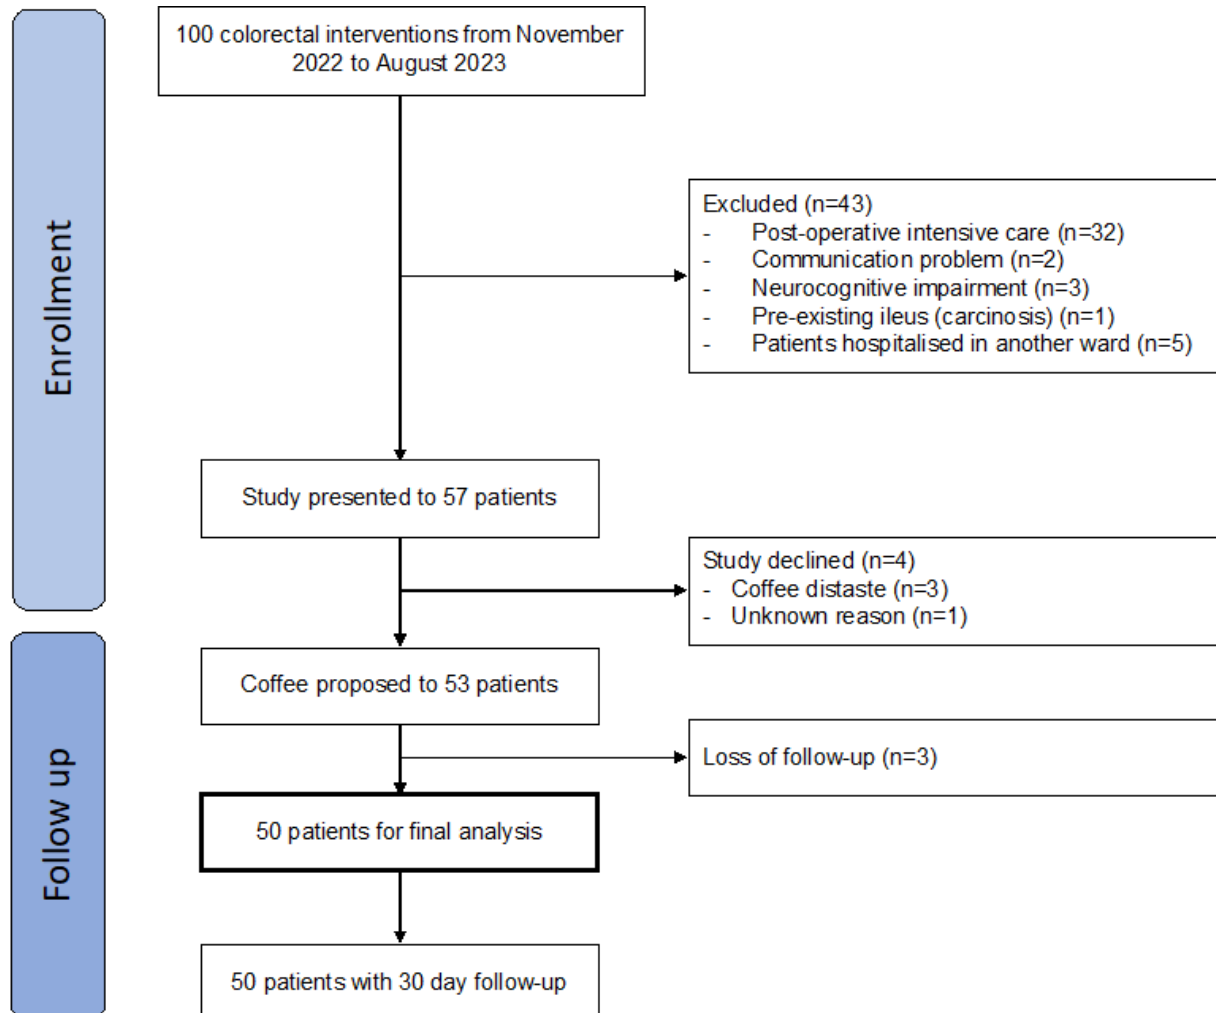 Enrollment
100 colorectal interventions from November
2022 to August 2023
Excluded (n=43)
- Post-operative intensive care (n=32)
- Communication problem (n=2)
- Neurocognitive impairment (n=3)
- Pre-existing ileus (carcinosis) (n=1)
- Patients hospitalised in another ward (n=5)
Study presented to 57 patients
Study declined (n=4)
- Coffee distaste (n=3)
- Unknown reason (n=1)
Follow up
Coffee proposed to 53 patients
Loss of follow-up (n=3)
50 patients for final analysis
50 patients with 30 day follow-up